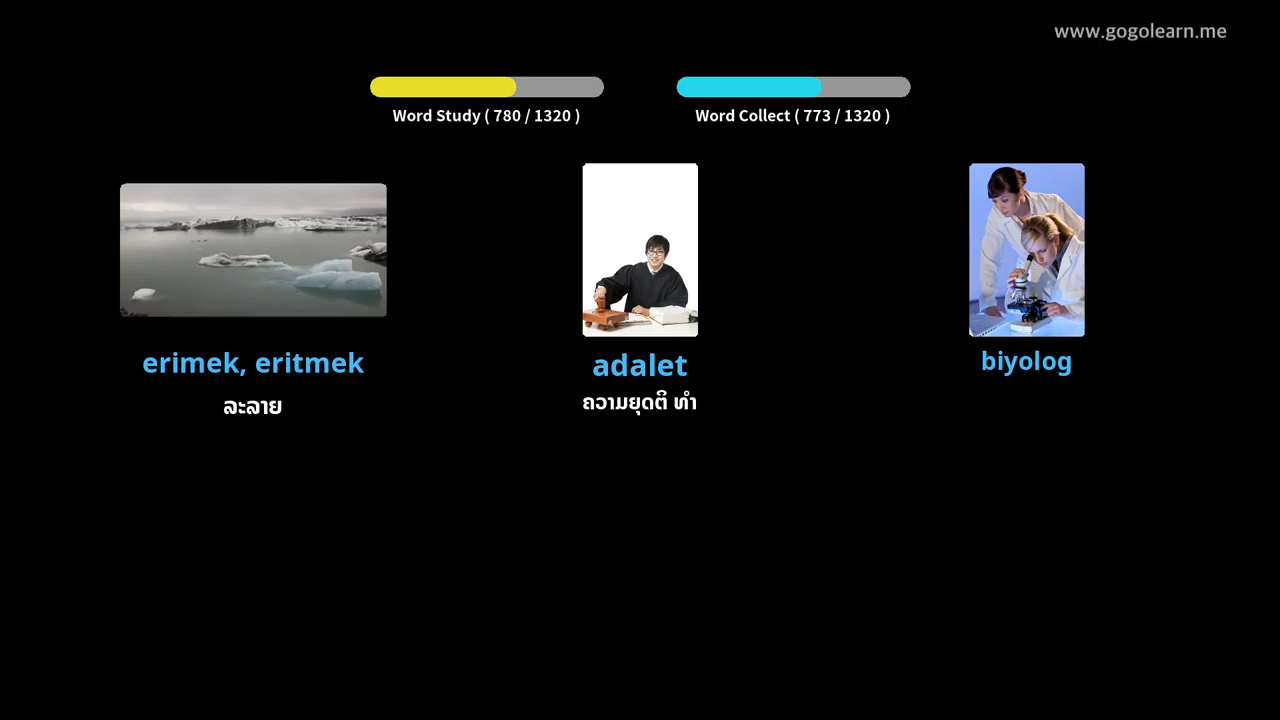 www.gogolearn.me
Word Study ( 780 / 1320 )
Word Collect ( 773 / 1320 )
erimek, eritmek
ລະລາຍ
adalet
ຄວາມຍຸດຕິ ທຳ
biyolog